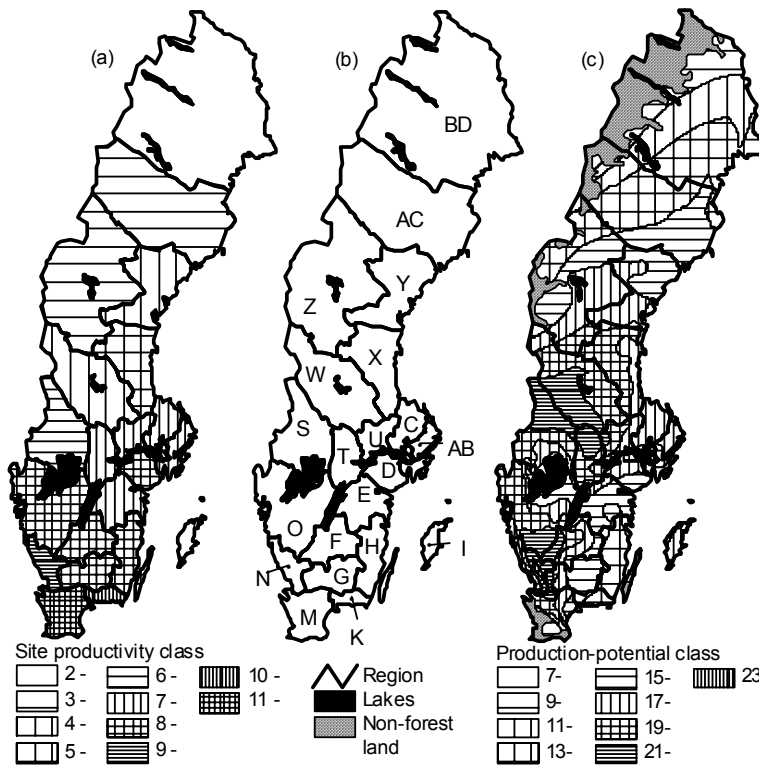 (a)
(b)
(c)
BD
AC
Y
Z
X
W
S
C
U
AB
T
D
E
O
F
H
I
N
G
M
K
Site productivity class
2 -
3 -
4 -
5 -
6 -
7 -
8 -
9 -
10 -
11 -
Region
Lakes
Non-forest
land
Production-potential class
7-
9-
11-
13-
15-
17-
19-
21-
23